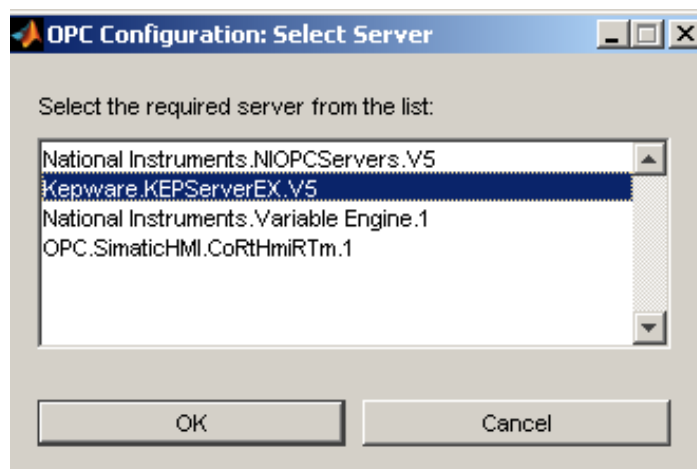 OPC Configuration: Select Server
Select the required server from the list:
National Instruments.NIOPCServers.V5
Kepware.KEPServerEX.V5
National Instruments.Variable Engine.1
OPC.SimaticHMI.CoRtHmiRTm.1
OK Cancel